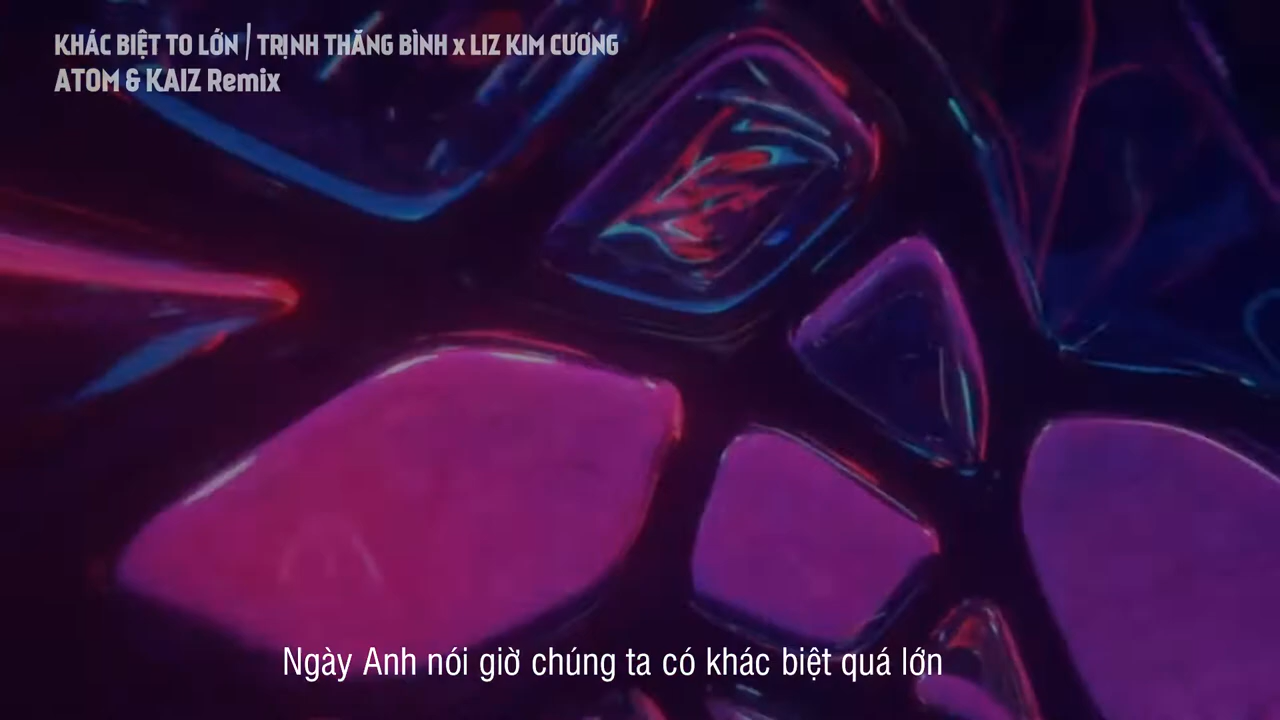 KHÁC BIỆT TO LỚN | TRỊNH THĂNG BÌNH x LIZ KIM CƯƠNG
ATOM & KAIZ Remix
Ngày Anh nói giờ chúng ta có khác biệt quá lớn